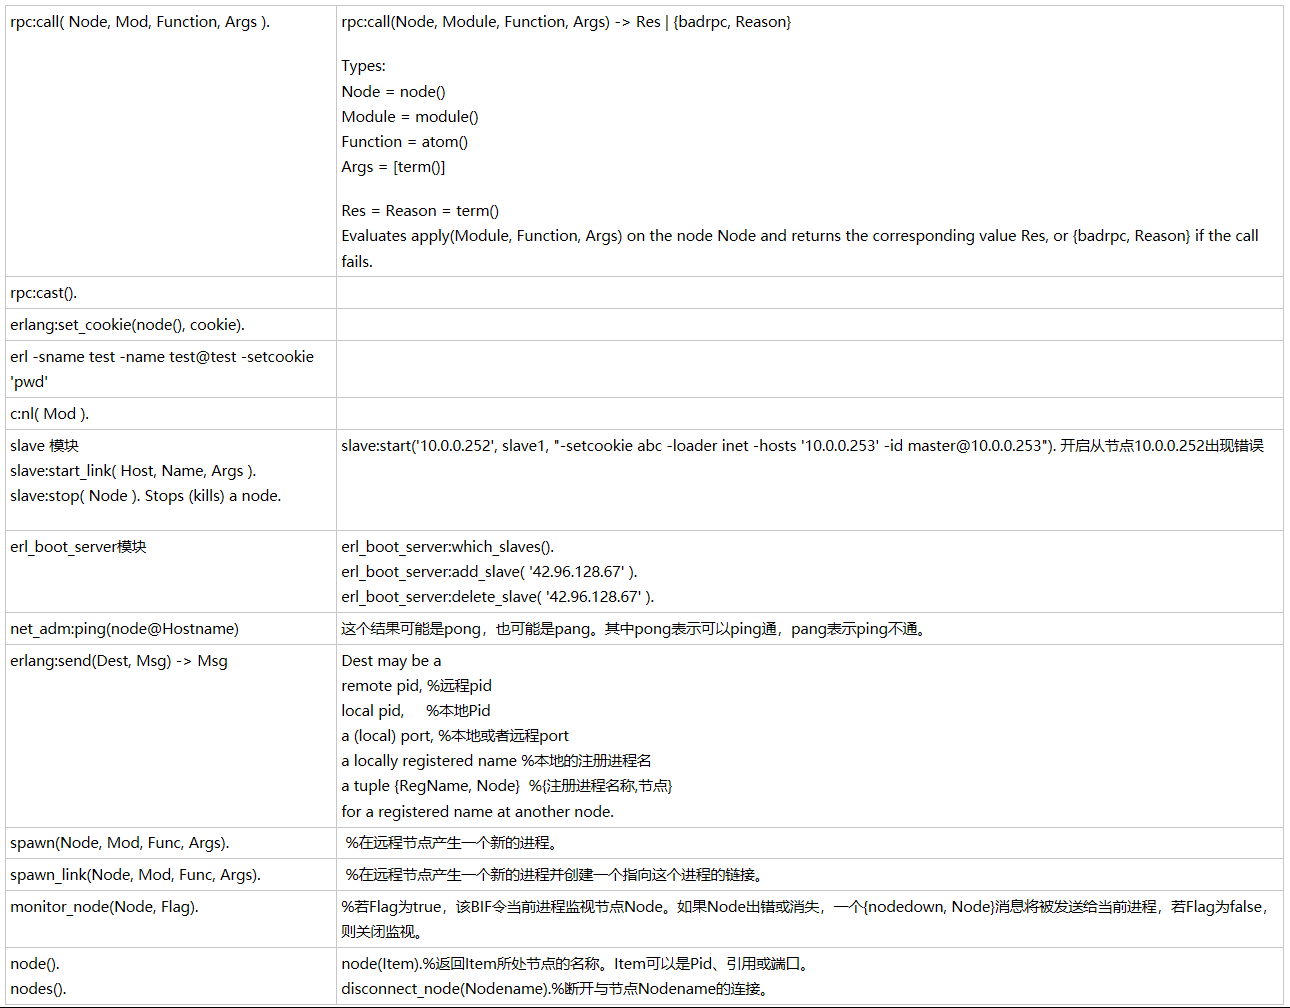 rpc:call( Node, Mod, Function, Args ).
rpc:call(Node, Module, Function, Args) -> Res | {badrpc, Reason}
Types:
Node = node()
Module = module()
Function = atom()
Args = [term()]
Res = Reason = term()
Evaluates apply(Module, Function, Args) on the node Node and returns the corresponding value Res, or {badrpc, Reason} if the call
fails.
rpc:cast().
erlang:set_cookie(node(), cookie).
erl -sname test -name test@test -setcookie
'pwd'
c:nl( Mod ).
slave 模块
slave:start_link( Host, Name, Args ).
slave:stop( Node ). Stops (kills) a node.
slave:start('10.0.0.252', slave1, "-setcookie abc -loader inet -hosts '10.0.0.253' -id master@10.0.0.253"). 开启从节点10.0.0.252出现错误
erl_boot_server模块
erl_boot_server:which_slaves().
erl_boot_server:add_slave( '42.96.128.67' ).
erl_boot_server:delete_slave( '42.96.128.67' ).
net_adm:ping(node@Hostname)
这个结果可能是pong，也可能是pang。其中pong表示可以ping通，pang表示ping不通。
erlang:send(Dest, Msg) -> Msg
Dest may be a
remote pid, %远程pid
local pid,     %本地Pid
a (local) port, %本地或者远程port
a locally registered name %本地的注册进程名
a tuple {RegName, Node}  %{注册进程名称,节点}
for a registered name at another node.
spawn(Node, Mod, Func, Args).
%在远程节点产生一个新的进程。
spawn_link(Node, Mod, Func, Args).
%在远程节点产生一个新的进程并创建一个指向这个进程的链接。
monitor_node(Node, Flag).
%若Flag为true，该BIF令当前进程监视节点Node。如果Node出错或消失，一个{nodedown, Node}消息将被发送给当前进程，若Flag为false，
则关闭监视。
node().
nodes().
node(Item).%返回Item所处节点的名称。Item可以是Pid、引用或端口。
disconnect_node(Nodename).%断开与节点Nodename的连接。